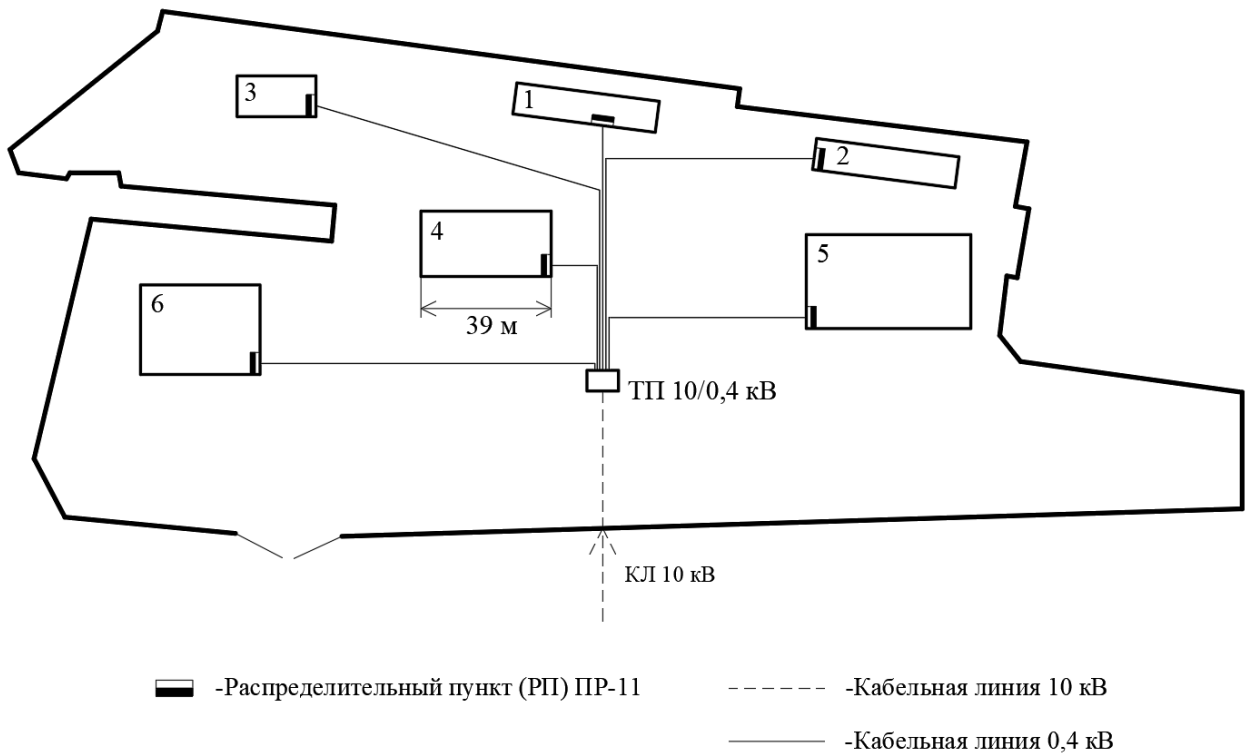 3
1
2
4
5
6
39 м
ТП 10/0,4 кВ
КЛ 10 кВ
-Распределительный пункт (РП) ПР-11
-Кабельная линия 10 кВ
-Кабельная линия 0,4 кВ